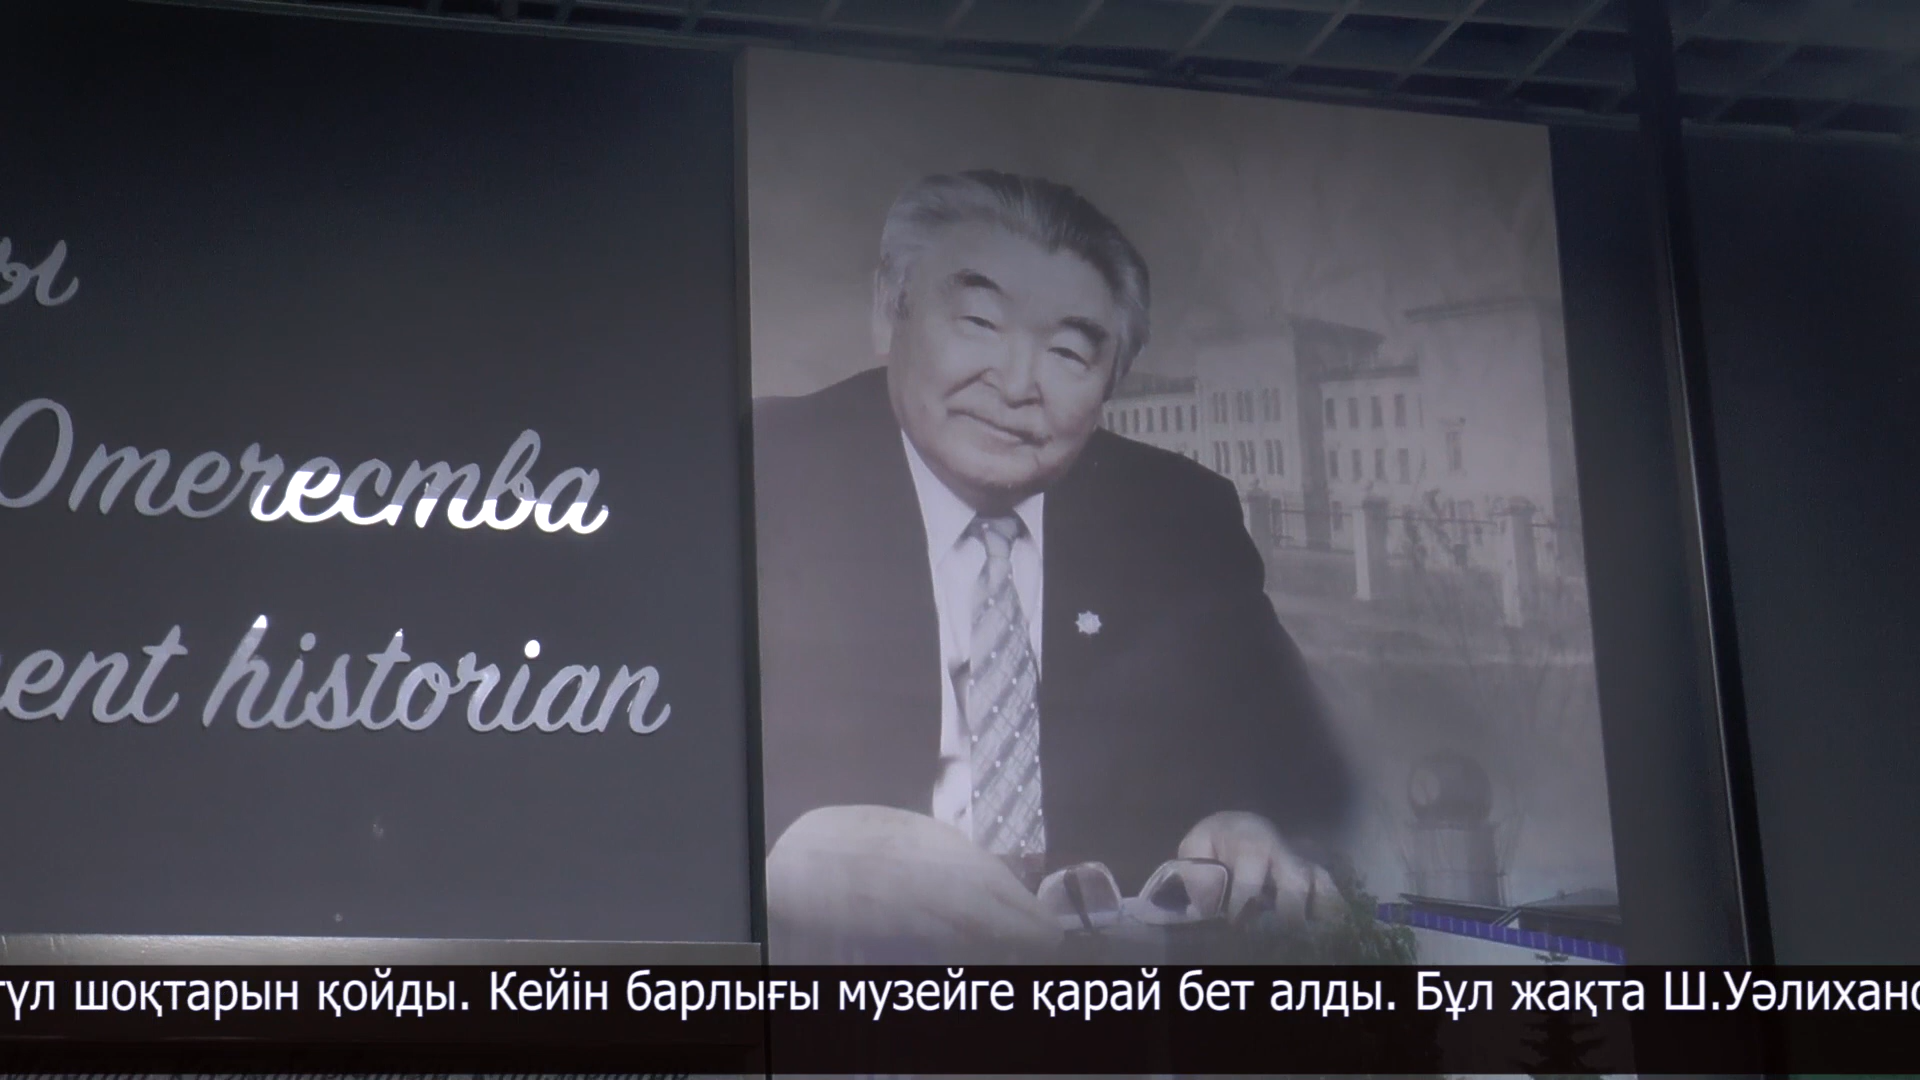 ы
Отечества
ent historian
гүл шоқтарын қойды. Кейін барлығы музейге қарай бет алды. Бұл жақта Ш.Уәлихано